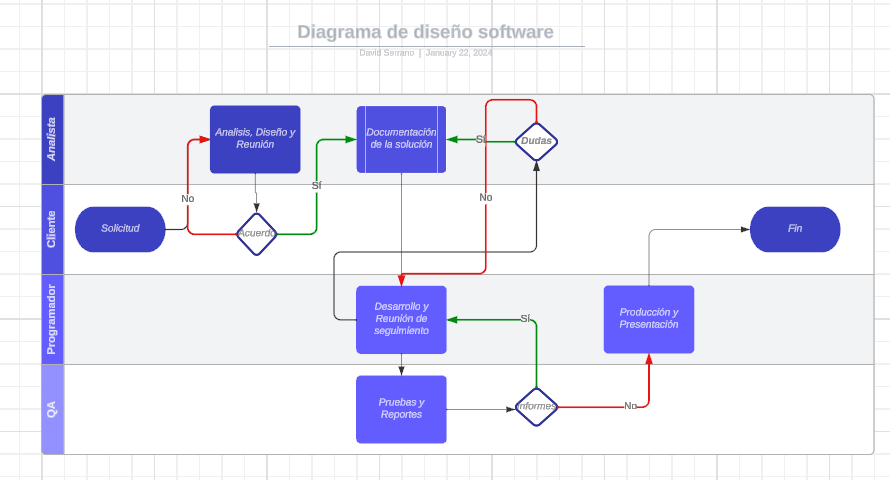 Diagrama de diseño software
David Serrano | January 22, 2024
Analista
Analisis, Diseño y
Reunión
Documentación
de la solución
Sí
Dudas
No
Sí
No
Cliente
Solicitud
Acuerdo
Fin
Programador
Desarrollo y
Reunión de
seguimiento
Sí
Producción y
Presentación
QA
Pruebas y
Reportes
Informes
No